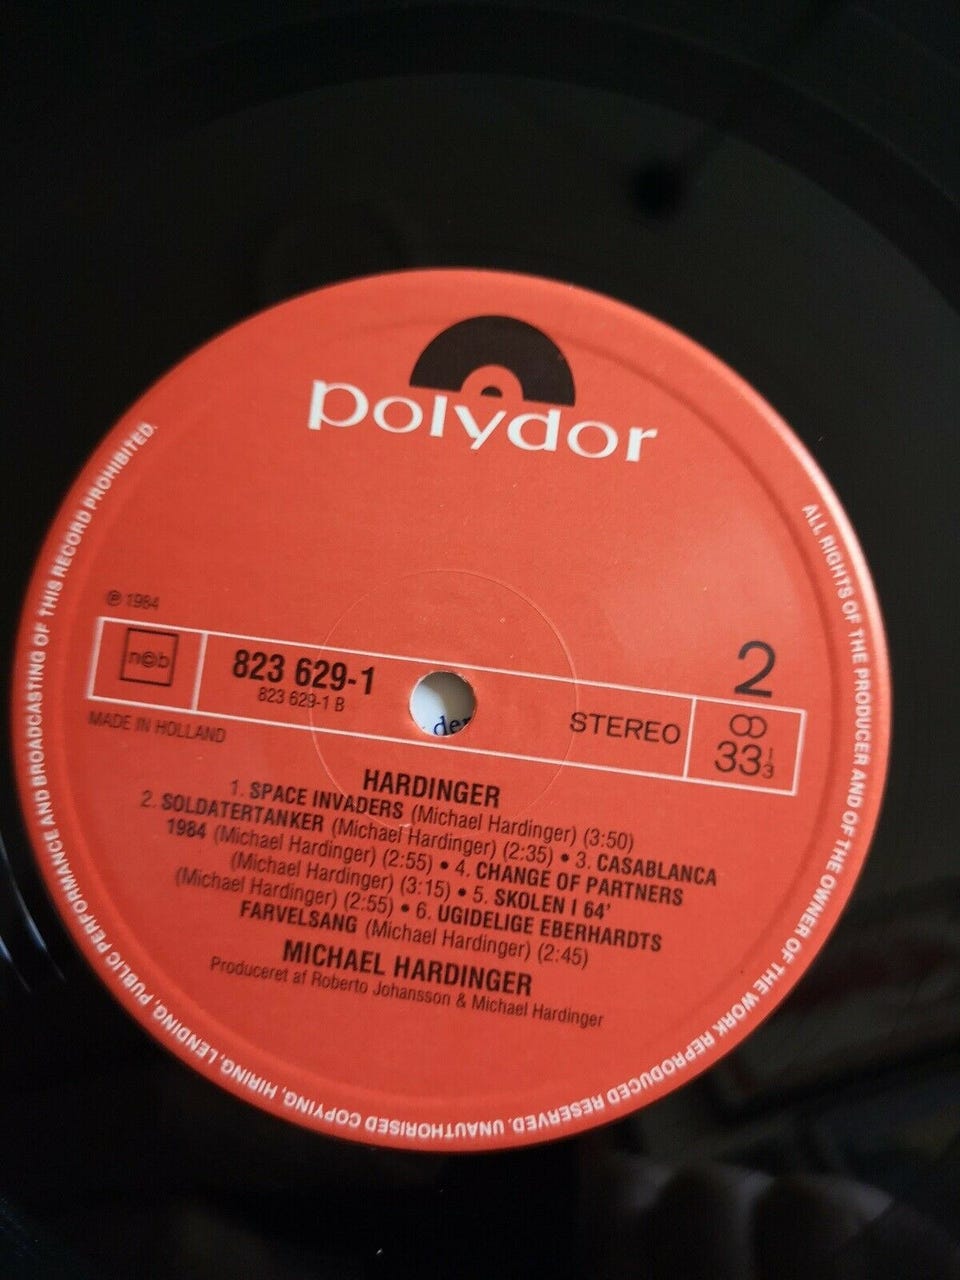 polydor
℗ 1984
n©b
823 629-1
823 629-1 B
2
STEREO
33 1/3
MADE IN HOLLAND
der
HARDINGER
1. SPACE INVADERS (Michael Hardinger) (3:50)
2. SOLDATERTANKER (Michael Hardinger) (2:35) • 3. CASABLANCA
1984 (Michael Hardinger) (2:55) • 4. CHANGE OF PARTNERS
(Michael Hardinger) (3:15) • 5. SKOLEN I 64'
(Michael Hardinger) (2:55) • 6. UGIDELIGE EBERHARDTS
FARVELSANG (Michael Hardinger) (2:45)
MICHAEL HARDINGER
Produceret af Roberto Johansson & Michael Hardinger
ALL RIGHTS OF THE PRODUCER AND OF THE OWNER OF THE WORK REPRODUCED RESERVED. UNAUTHORISED COPYING, HIRING, LENDING, PUBLIC PERFORMANCE AND BROADCASTING OF THIS RECORD PROHIBITED.